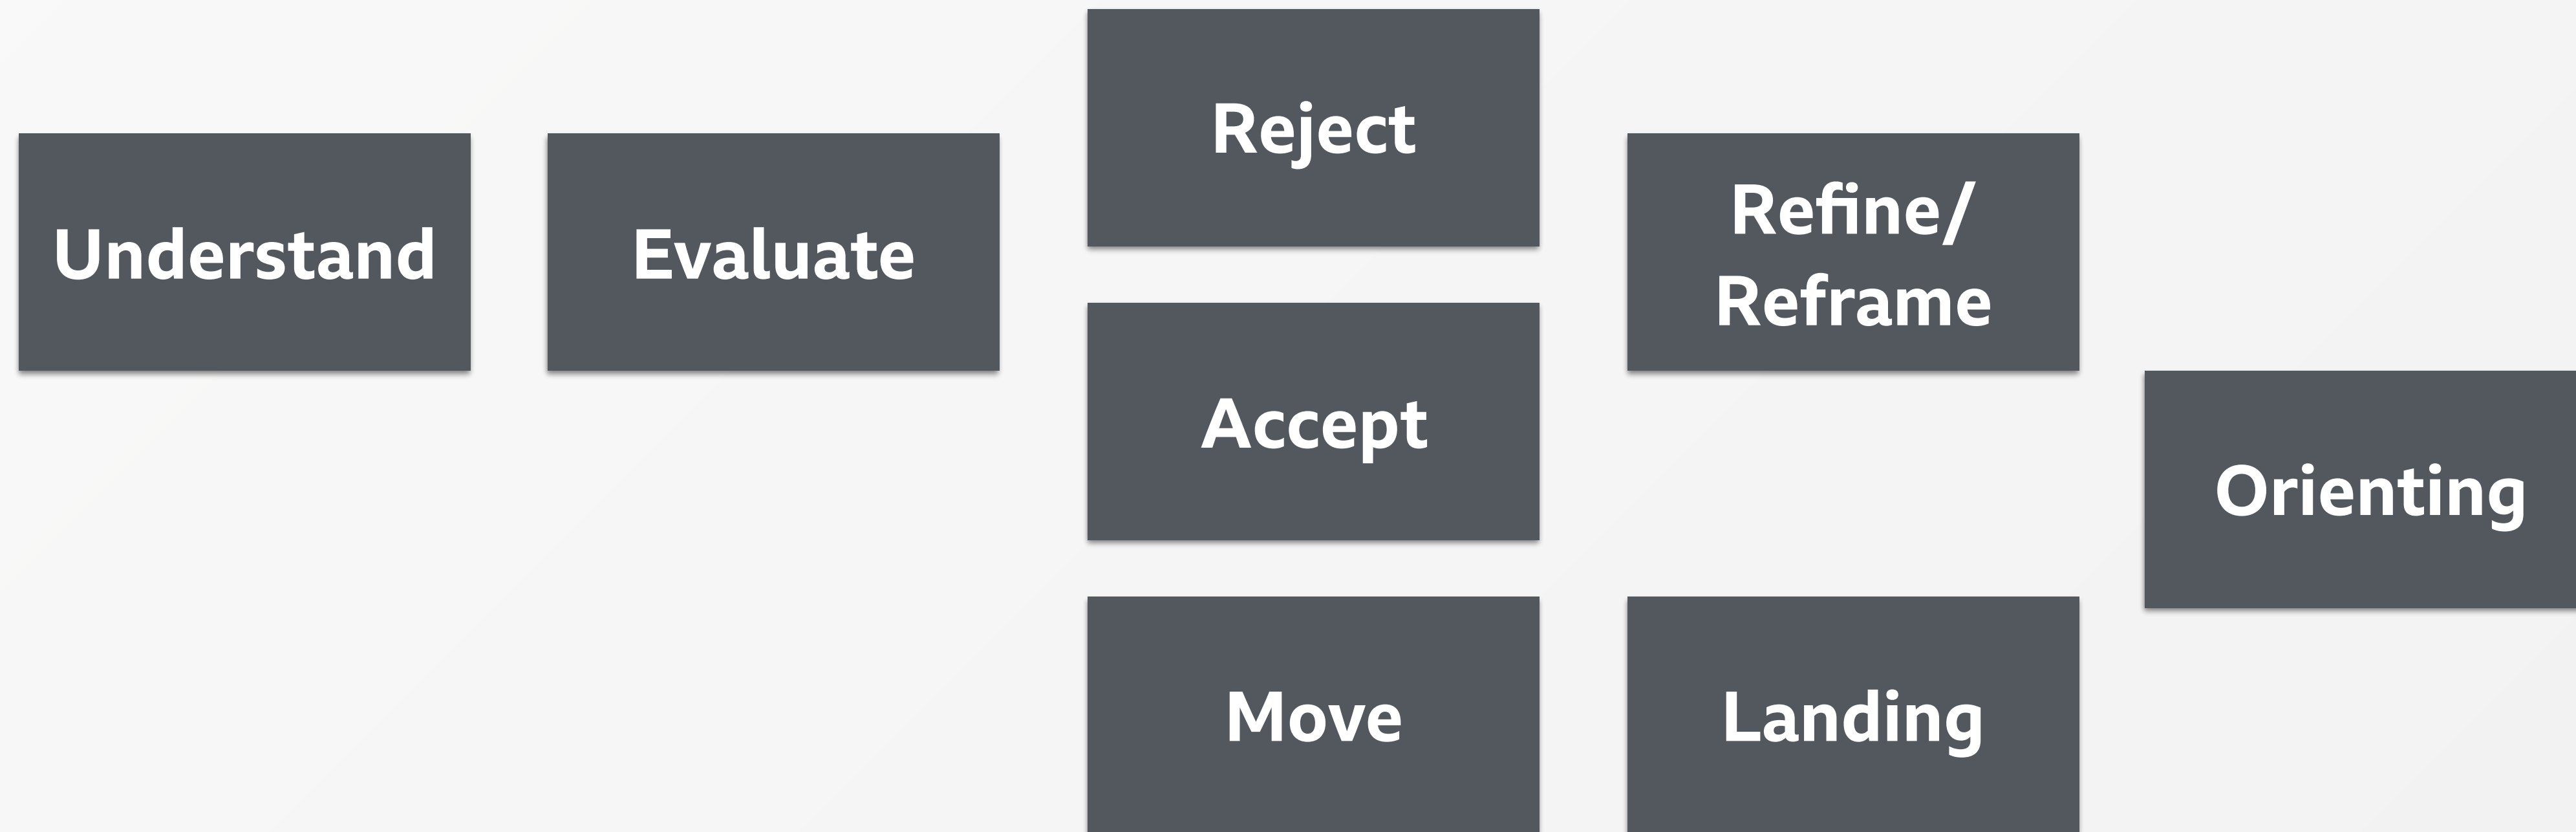 Understand
Evaluate
Reject
Accept
Move
Refine/
Reframe
Landing
Orienting